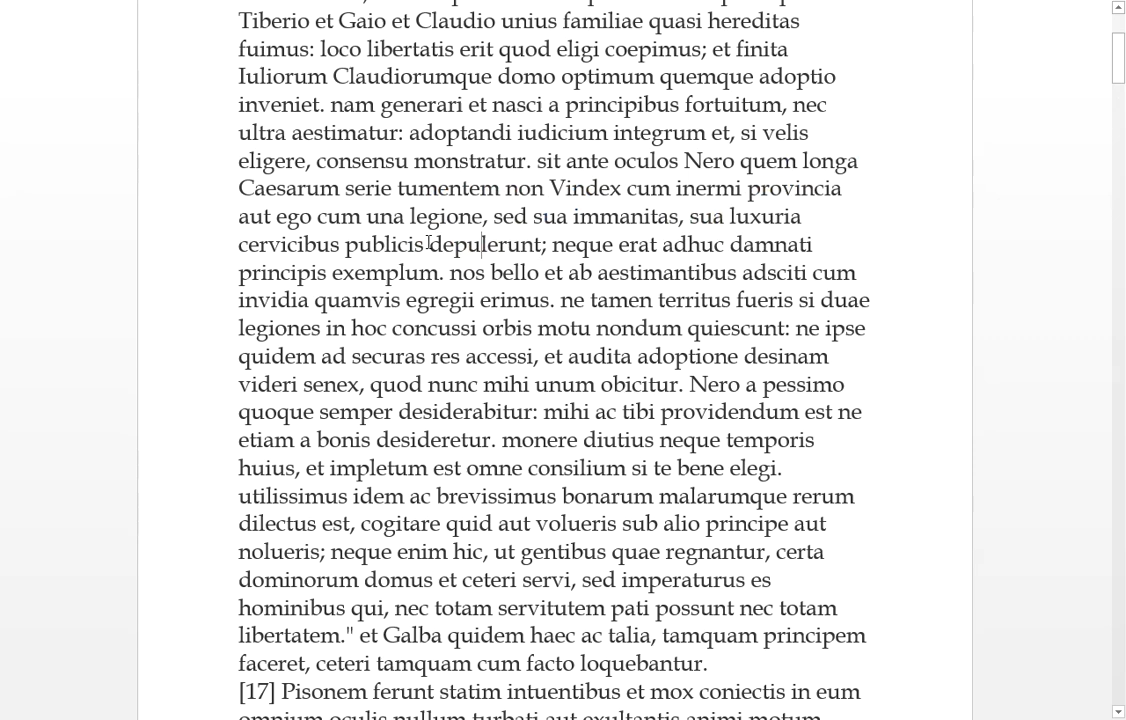 Tiberio et Gaio et Claudio unius familiae quasi hereditas
fuimus: loco libertatis erit quod eligi coepimus; et finita
Iuliorum Claudiorumque domo optimum quemque adoptio
inveniet. nam generari et nasci a principibus fortuitum, nec
ultra aestimatur: adoptandi iudicium integrum et, si velis
eligere, consensu monstratur. sit ante oculos Nero quem longa
Caesarum serie tumentem non Vindex cum inermi provincia
aut ego cum una legione, sed sua immanitas, sua luxuria
cervicibus publicis depulerunt; neque erat adhuc damnati
principis exemplum. nos bello et ab aestimantibus adsciti cum
invidia quamvis egregii erimus. ne tamen territus fueris si duae
legiones in hoc concussi orbis motu nondum quiescunt: ne ipse
quidem ad securas res accessi, et audita adoptione desinam
videri senex, quod nunc mihi unum obicitur. Nero a pessimo
quoque semper desiderabitur: mihi ac tibi providendum est ne
etiam a bonis desideretur. monere diutius neque temporis
huius, et impletum est omne consilium si te bene elegi.
utilissimus idem ac brevissimus bonarum malarumque rerum
dilectus est, cogitare quid aut volueris sub alio principe aut
nolueris; neque enim hic, ut gentibus quae regnantur, certa
dominorum domus et ceteri servi, sed imperaturus es
hominibus qui, nec totam servitutem pati possunt nec totam
libertatem." et Galba quidem haec ac talia, tamquam principem
faceret, ceteri tamquam cum facto loquebantur.
[17] Pisonem ferunt statim intuentibus et mox coniectis in eum
omnium oculis nullum turbati aut exultantis animi motum